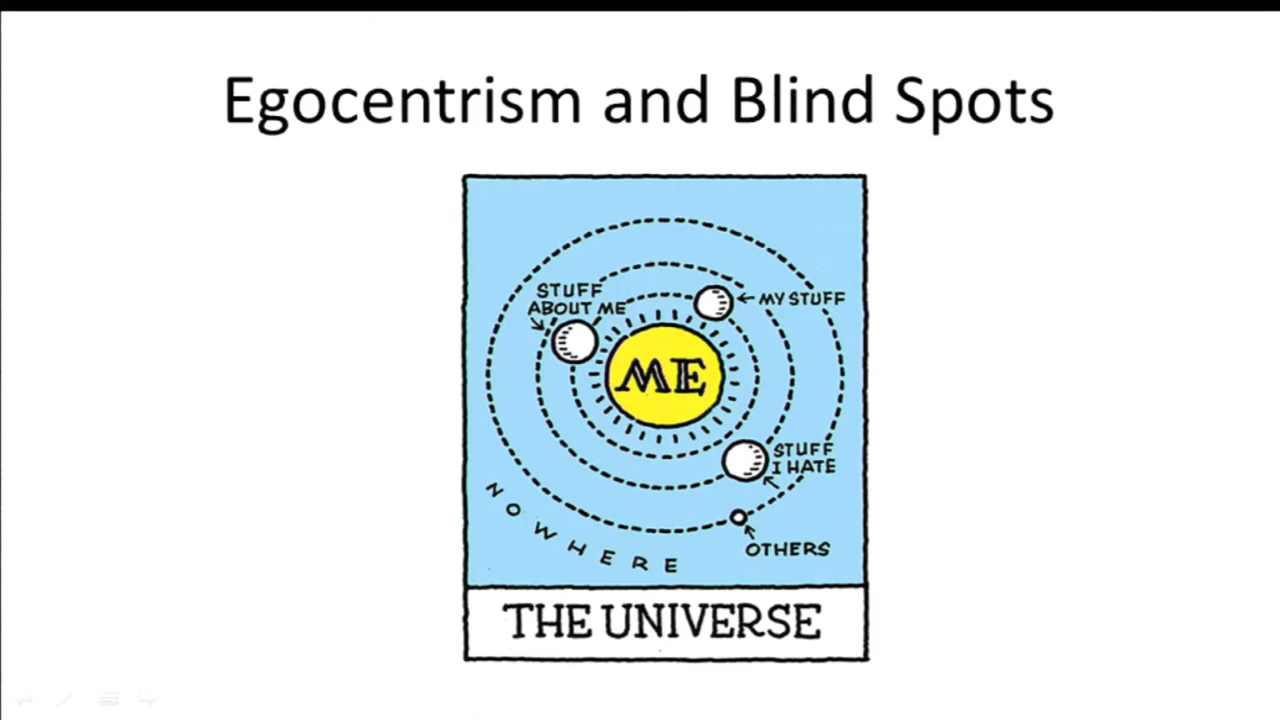 Egocentrism and Blind Spots
STUFF
ABOUT ME
MY STUFF
ME
STUFF
I HATE
OTHERS
NOWHERE
THE UNIVERSE